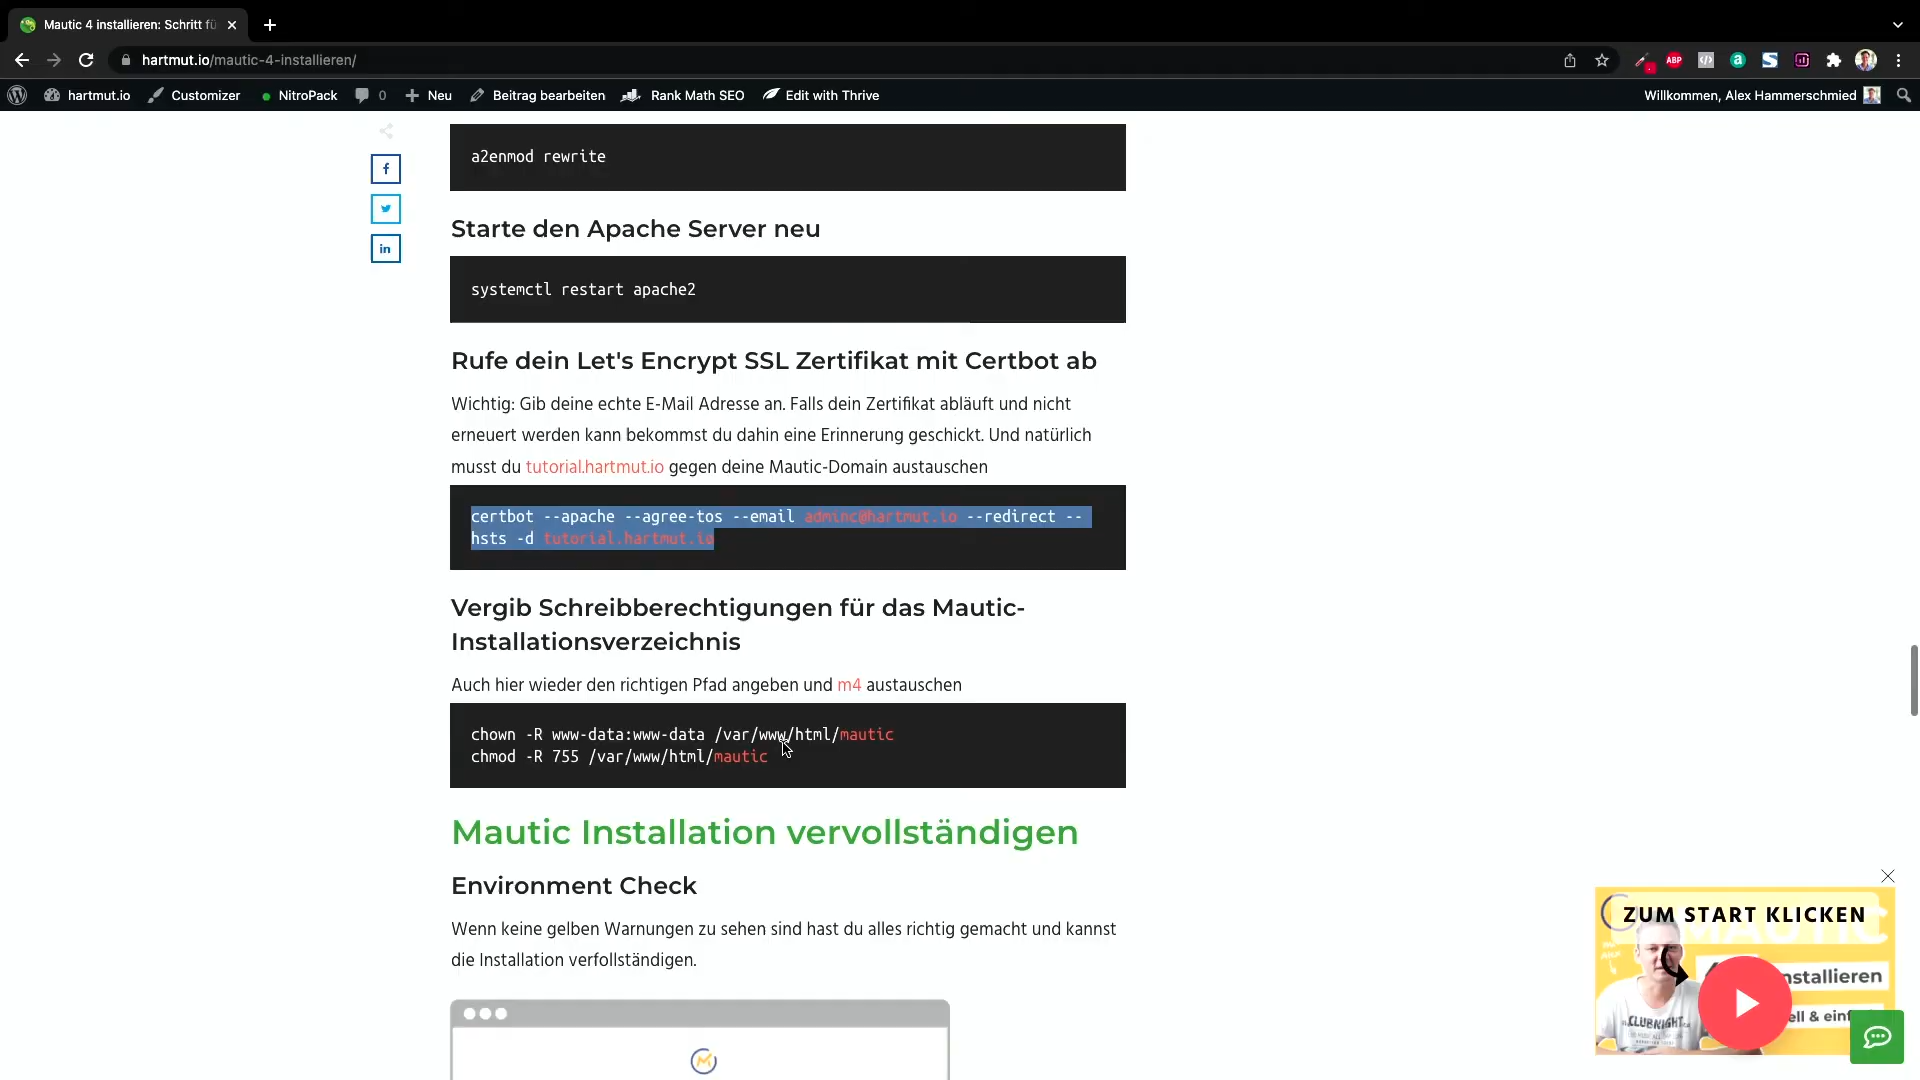 Mautic 4 installieren: Schritt fü
hartmut.io/mautic-4-installieren/
ABP
hartmut.io
Customizer
NitroPack
0
Neu
Beitrag bearbeiten
Rank Math SEO
Edit with Thrive
Willkommen, Alex Hammerschmied
a2enmod rewrite
Starte den Apache Server neu
systemctl restart apache2
Rufe dein Let's Encrypt SSL Zertifikat mit Certbot ab
Wichtig: Gib deine echte E-Mail Adresse an. Falls dein Zertifikat abläuft und nicht
erneuert werden kann bekommst du dahin eine Erinnerung geschickt. Und natürlich
musst du tutorial.hartmut.io gegen deine Mautic-Domain austauschen
certbot --apache --agree-tos --email adminc@hartmut.io --redirect --
hsts -d tutorial.hartmut.io
Vergib Schreibberechtigungen für das Mautic-
Installationsverzeichnis
Auch hier wieder den richtigen Pfad angeben und m4 austauschen
chown -R www-data:www-data /var/www/html/mautic
chmod -R 755 /var/www/html/mautic
Mautic Installation vervollständigen
Environment Check
Wenn keine gelben Warnungen zu sehen sind hast du alles richtig gemacht und kannst
die Installation verfollständigen.
ZUM START KLICKEN
MAUTIC
nstallieren
ell & einf
CLUBNIGHT